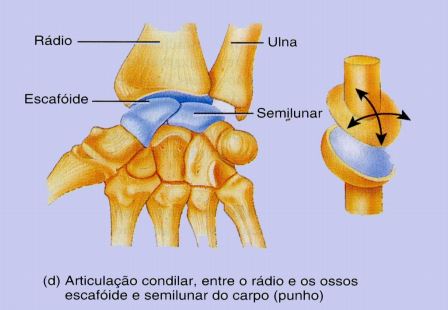 Rádio
Ulna
Escafóide
Semilunar
(d) Articulação condilar, entre o rádio e os ossos
escafóide e semilunar do carpo (punho)